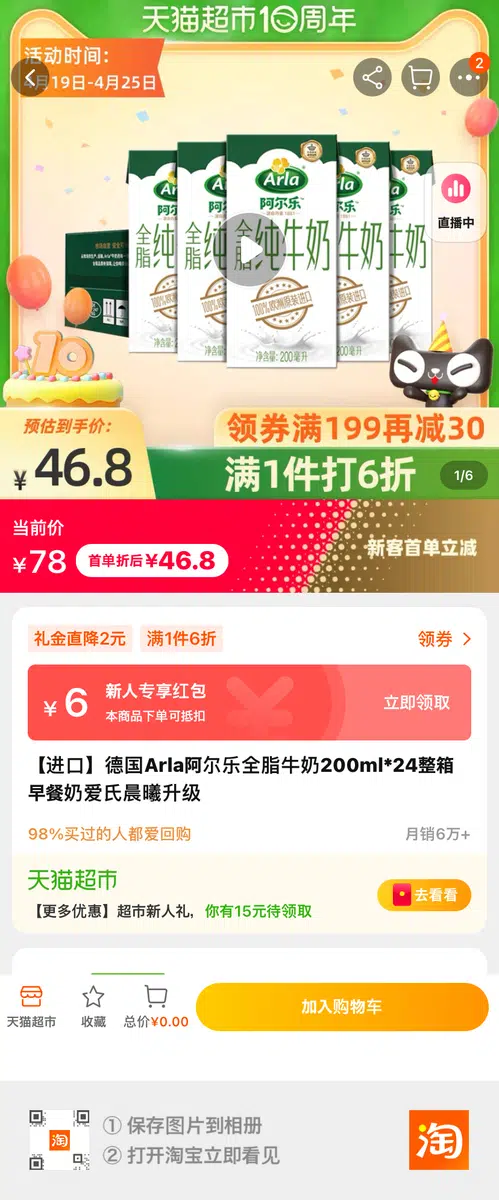 天猫超市10周年
活动时间：
4月19日-4月25日
2
Arla
阿尔乐
全脂纯牛奶
100%欧洲原装进口
净含量: 200毫升
直播中
10
预估到手价：
¥46.8
领券满199再减30
满1件打6折
1/6
当前价
¥78
首单折后¥46.8
新客首单立减
礼金直降2元
满1件6折
领券
¥6
新人专享红包
本商品下单可抵扣
立即领取
【进口】德国Arla阿尔乐全脂牛奶200ml*24整箱
早餐奶爱氏晨曦升级
98%买过的人都爱回购
月销6万+
天猫超市
【更多优惠】超市新人礼，你有15元待领取
去看看
天猫超市
收藏
总价¥0.00
加入购物车
淘
① 保存图片到相册
② 打开淘宝立即看见
淘